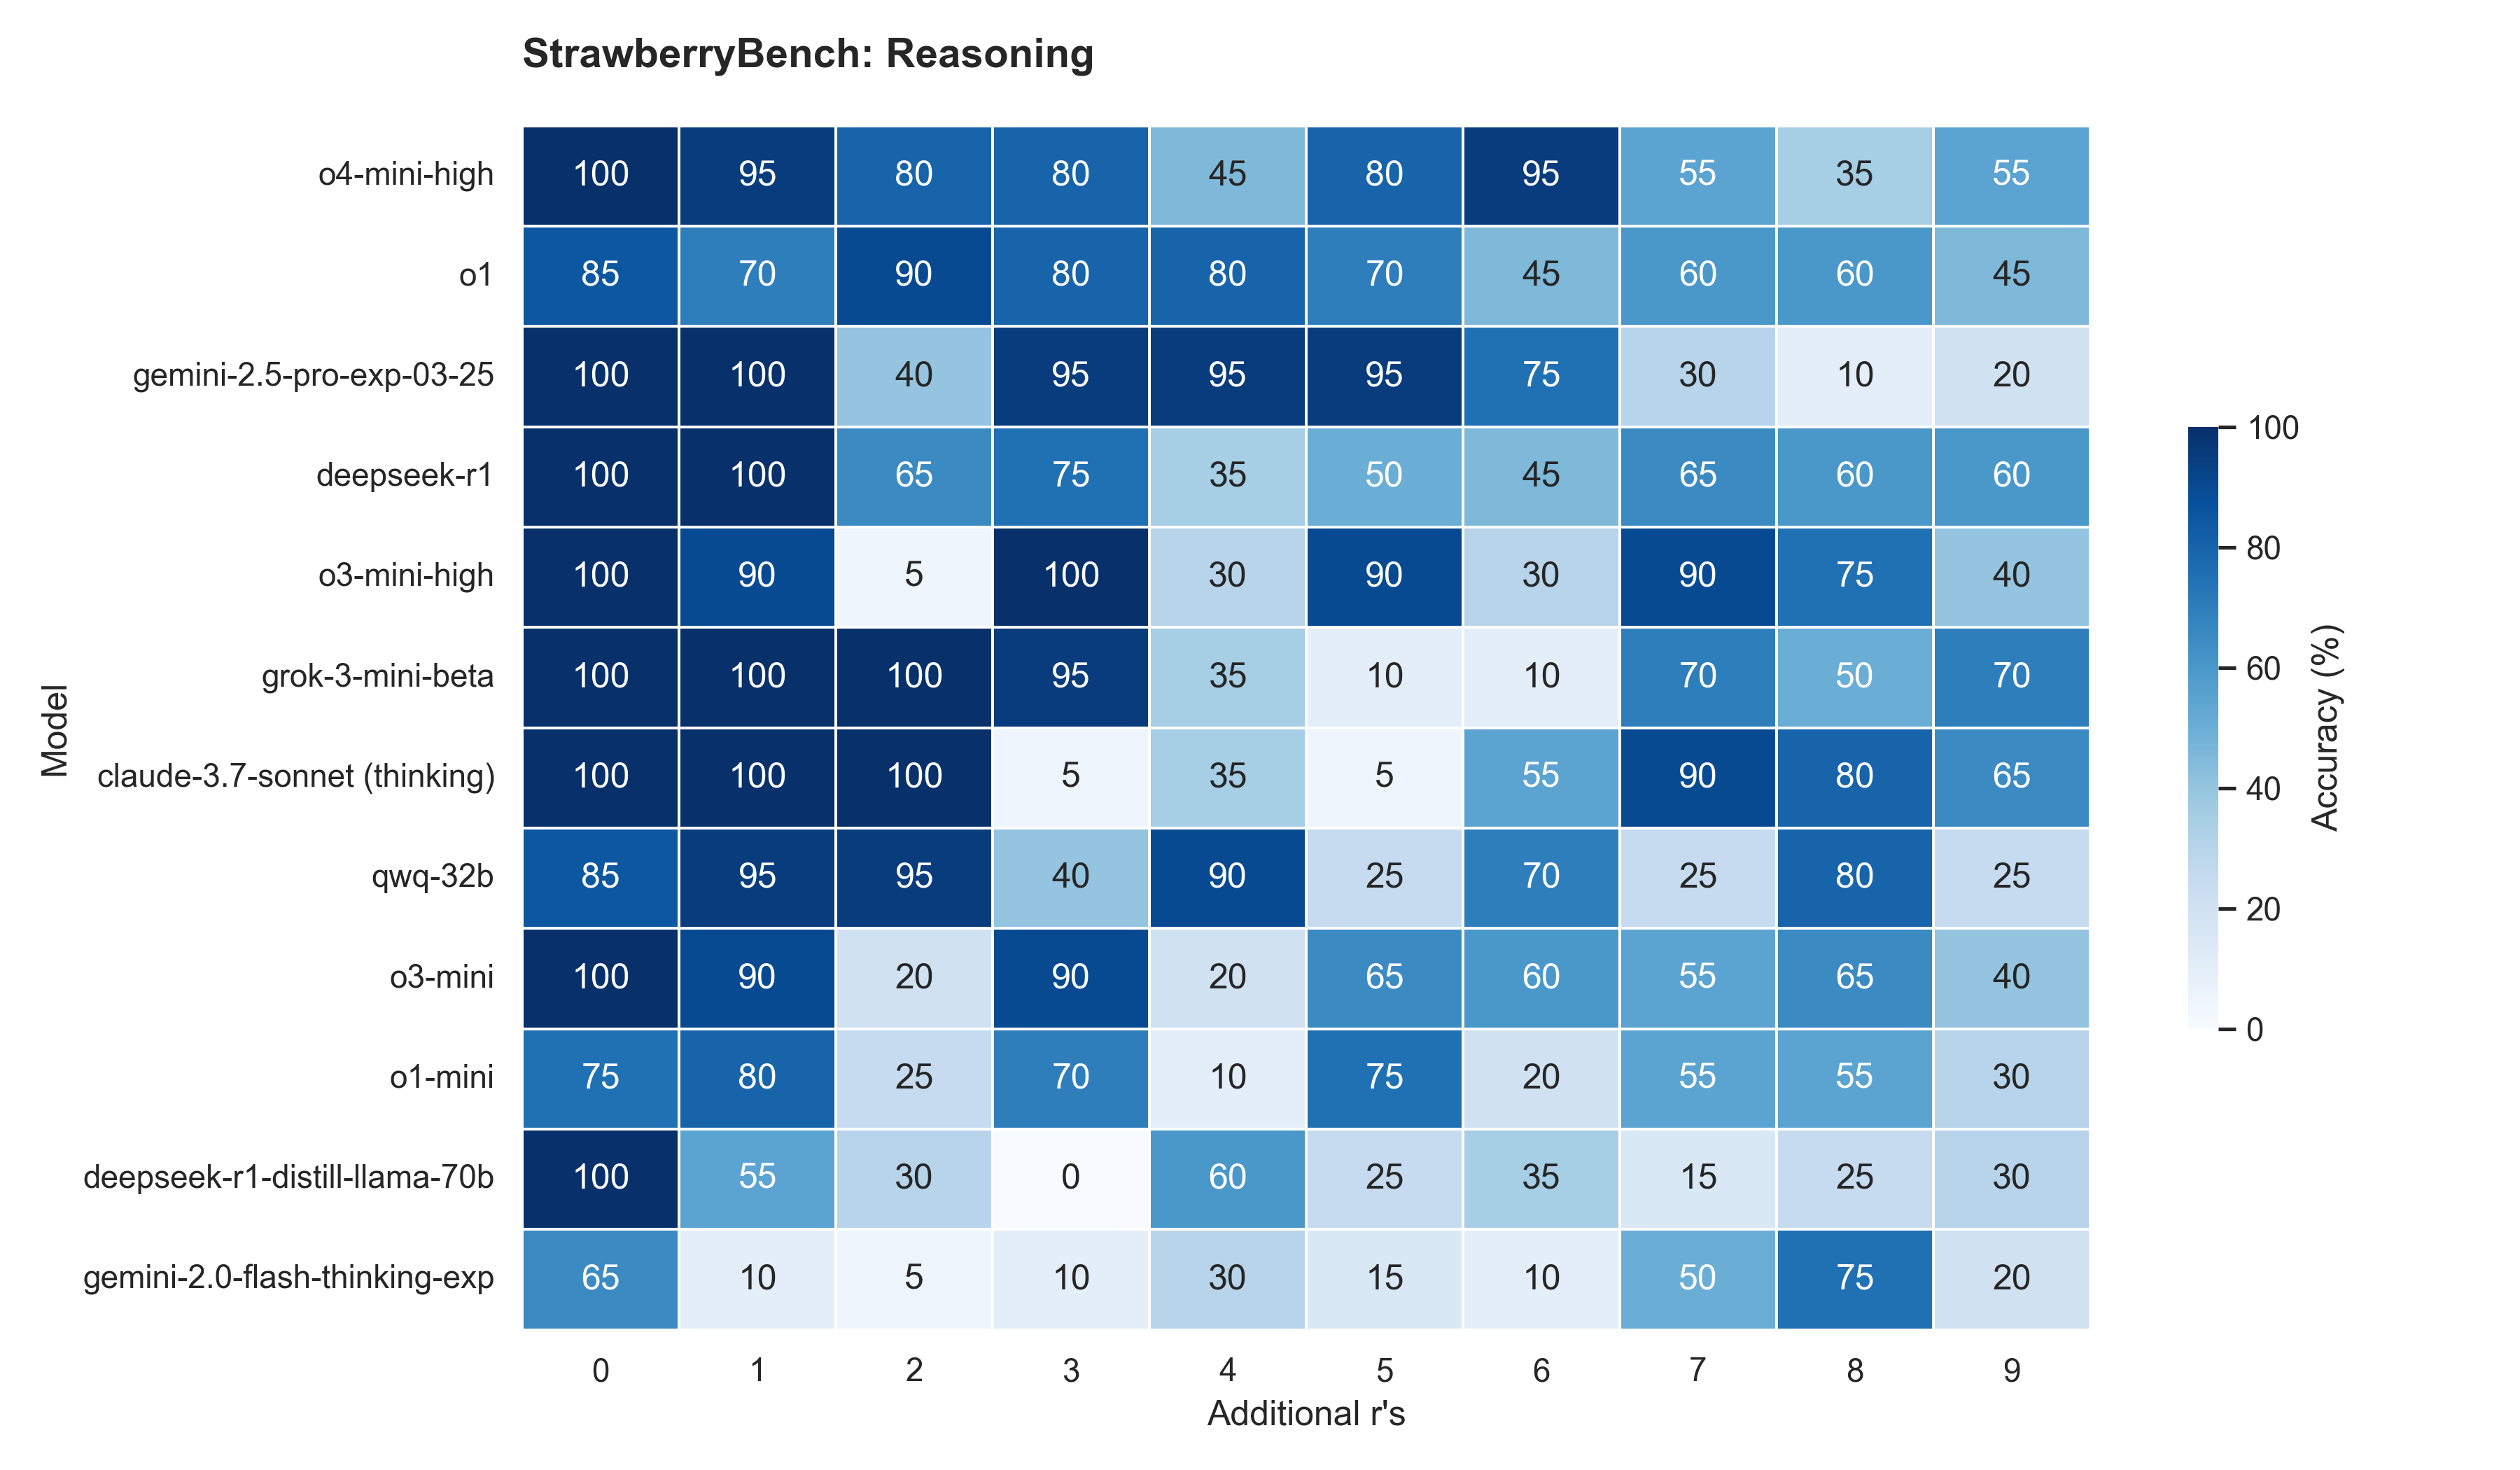 StrawberryBench: Reasoning
o4-mini-high 100 95 80 80 45 80 95 55 35 55
o1 85 70 90 80 80 70 45 60 60 45
gemini-2.5-pro-exp-03-25 100 100 40 95 95 95 75 30 10 20
deepseek-r1 100 100 65 75 35 50 45 65 60 60
o3-mini-high 100 90 5 100 30 90 30 90 75 40
grok-3-mini-beta 100 100 100 95 35 10 10 70 50 70
claude-3.7-sonnet (thinking) 100 100 100 5 35 5 55 90 80 65
qwq-32b 85 95 95 40 90 25 70 25 80 25
o3-mini 100 90 20 90 20 65 60 55 65 40
o1-mini 75 80 25 70 10 75 20 55 55 30
deepseek-r1-distill-llama-70b 100 55 30 0 60 25 35 15 25 30
gemini-2.0-flash-thinking-exp 65 10 5 10 30 15 10 50 75 20
0 1 2 3 4 5 6 7 8 9
Additional r's
Model
100
80
60
40
20
0
Accuracy (%)